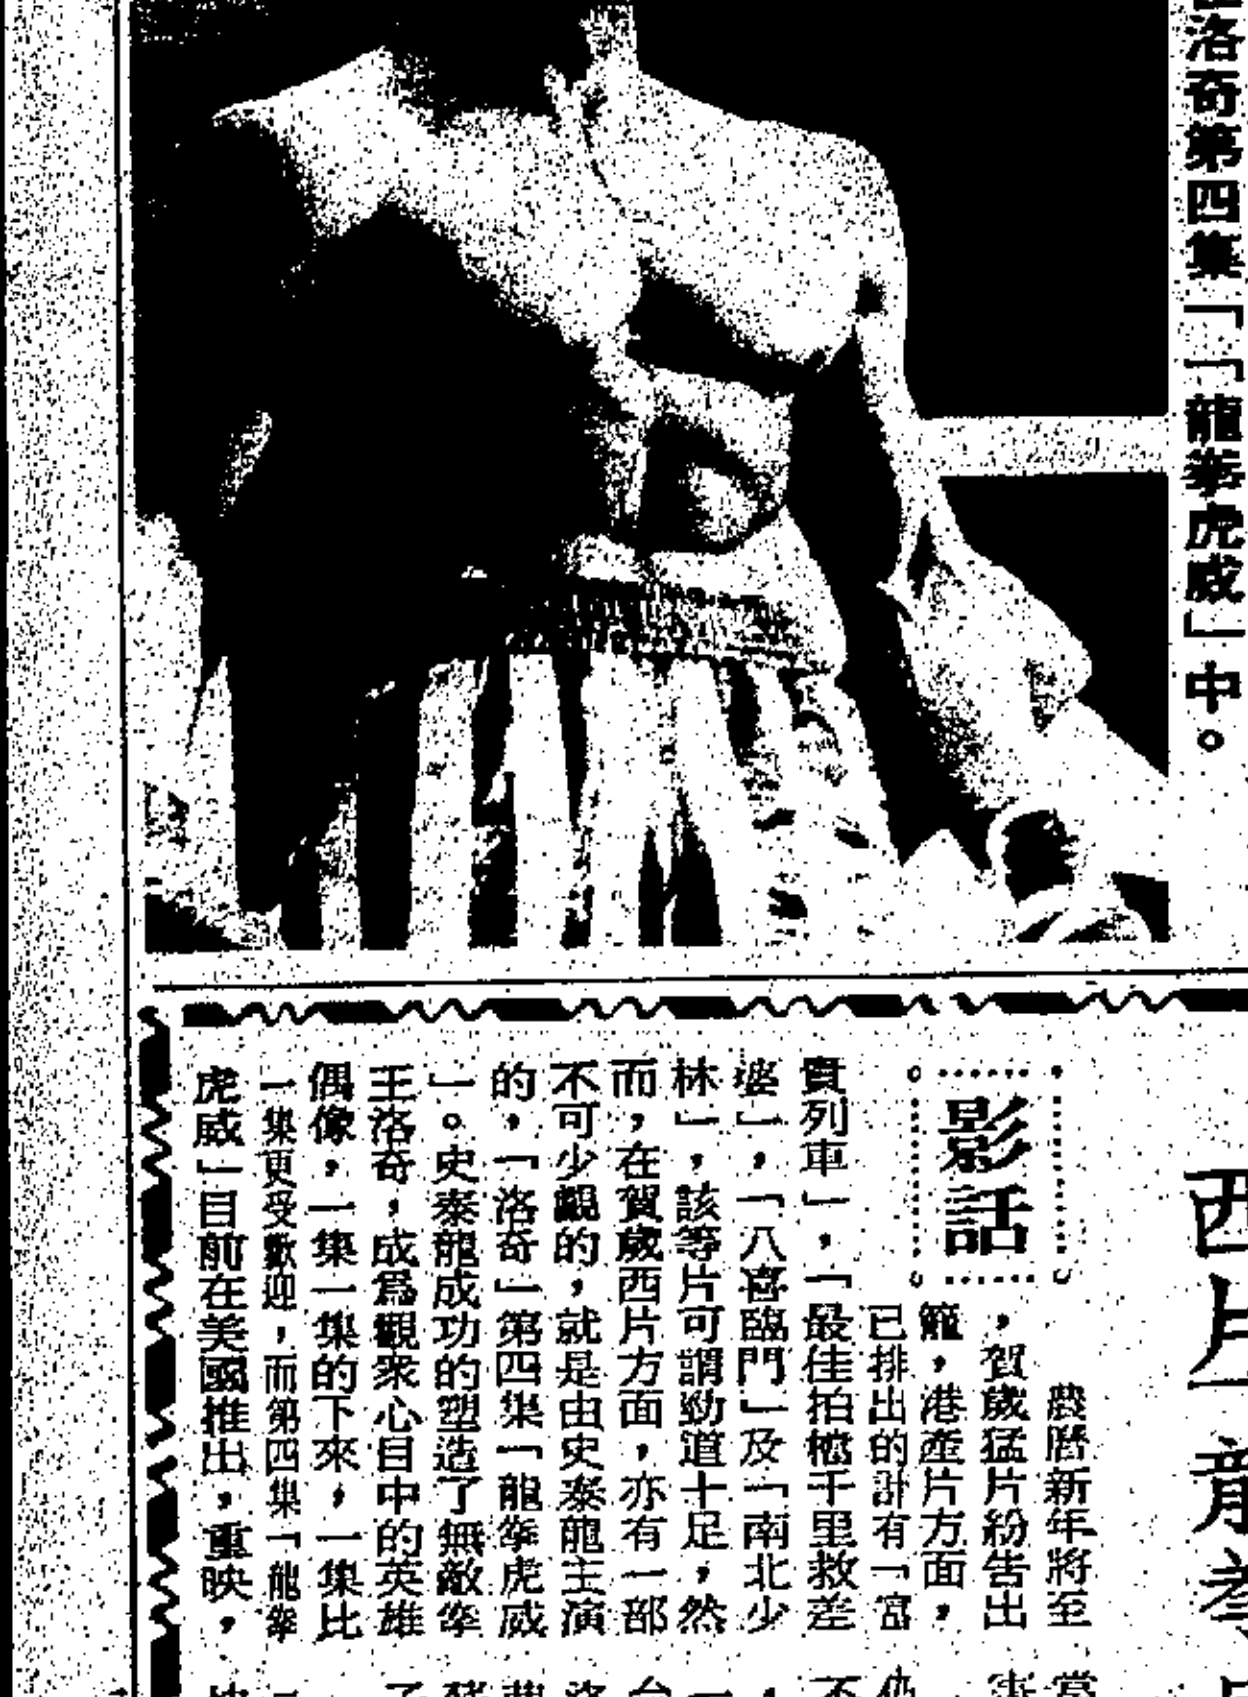 洛奇第四集「「龍拳虎威」中。
西片龍拳
影話
農曆新年將至
，賀歲猛片紛告出
籠，港產片方面，
已排出的計有「富
貴列車」，「最佳拍檔千里救差
婆」，「八喜臨門」及「南北少
林」，該等片可謂勁道十足，然
而，在賀歲西片方面，亦有一部
不可少觀的，就是由史泰龍主演
的，「洛奇」第四集「龍拳虎威
」。史泰龍成功的塑造了無敵拳
王洛奇，成爲觀衆心目中的英雄
偶像，一集一集的下來，一集比
一集更受歡迎，而第四集「龍拳
虎威」目前在美國推出，重映，